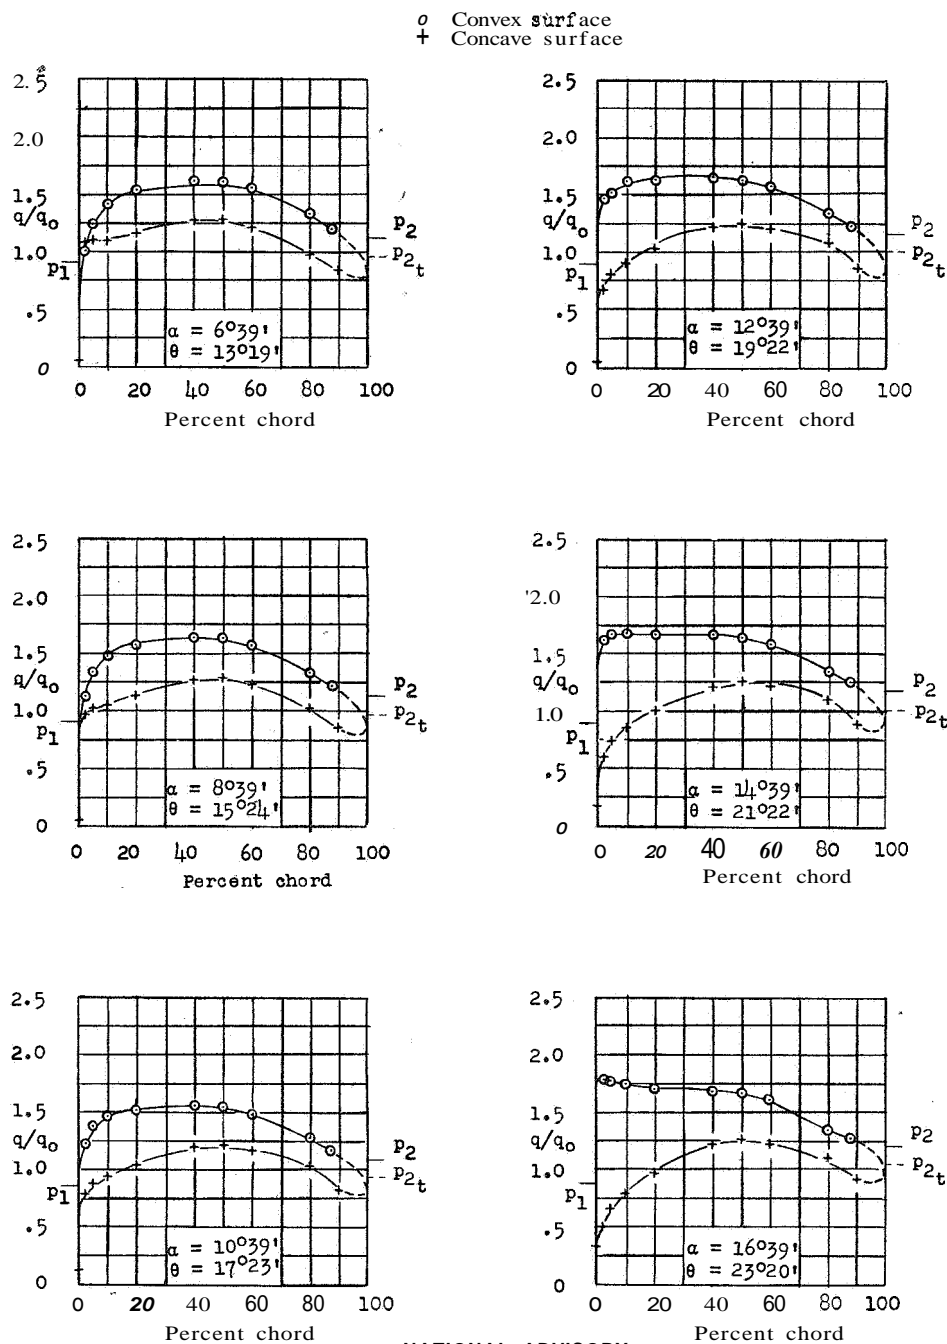 o Convex surface
+ Concave surface
2.5
2.0
1.5
q/q₀
1.0
p₁
.5
0
p₂
p₂t
α = 6°39'
θ = 13°19'
0 20 40 60 80 100
Percent chord
2.5
2.0
1.5
q/q₀
1.0
p₁
.5
0
p₂
p₂t
α = 12°39'
θ = 19°22'
0 20 40 60 80 100
Percent chord
2.5
2.0
1.5
q/q₀
1.0
p₁
.5
0
p₂
p₂t
α = 8°39'
θ = 15°24'
0 20 40 60 80 100
Percent chord
2.5
2.0
1.5
q/q₀
1.0
p₁
.5
0
p₂
p₂t
α = 14°39'
θ = 21°22'
0 20 40 60 80 100
Percent chord
2.5
2.0
1.5
q/q₀
1.0
p₁
.5
0
p₂
p₂t
α = 10°39'
θ = 17°23'
0 20 40 60 80 100
Percent chord
2.5
2.0
1.5
q/q₀
1.0
p₁
.5
0
p₂
p₂t
α = 16°39'
θ = 23°20'
0 20 40 60 80 100
Percent chord
NATIONAL ADVISORY